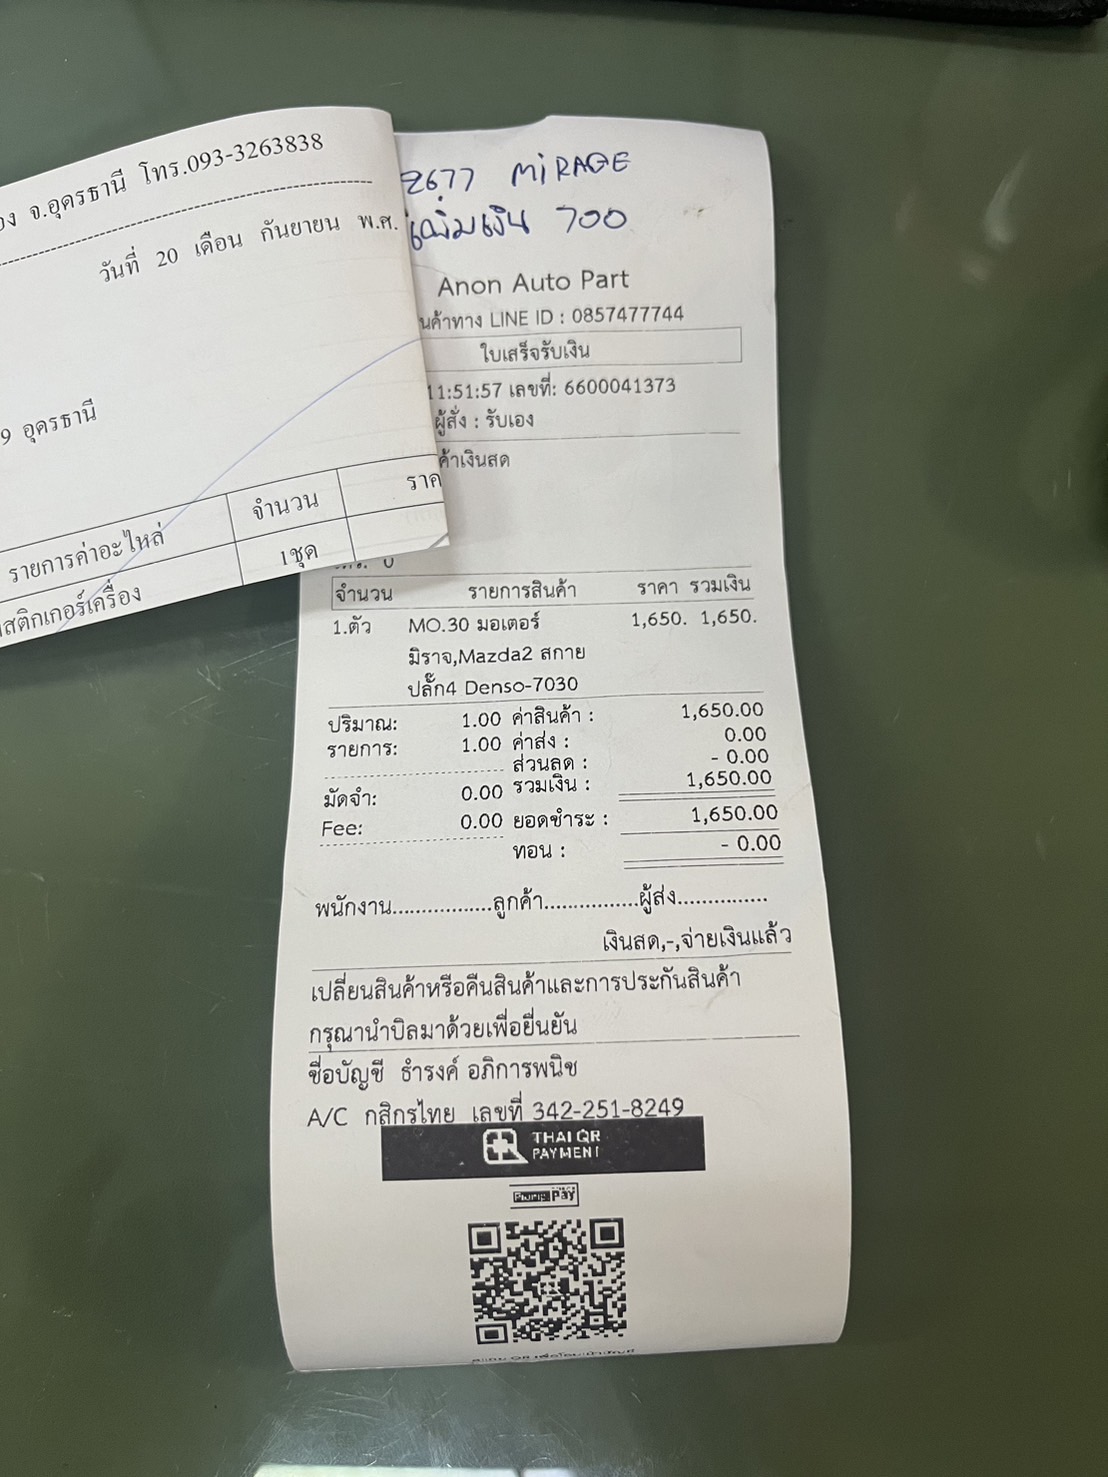 อง จ.อุดรธานี โทร.093-3263838
วันที่ 20 เดือน กันยายน พ.ศ.
9 อุดรธานี
รายการค่าอะไหล่ จำนวน ราค
สติกเกอร์เครื่อง 1ชุด
2677 MiRAGE
เพิ่มเงิน 700
Anon Auto Part
นค้าทาง LINE ID : 0857477744
ใบเสร็จรับเงิน
11:51:57 เลขที่: 6600041373
ผู้สั่ง : รับเอง
ค้าเงินสด
จำนวน รายการสินค้า ราคา รวมเงิน
1.ตัว MO.30 มอเตอร์ 1,650. 1,650.
มิราจ,Mazda2 สกาย
ปลั๊ก4 Denso-7030
ปริมาณ: 1.00 ค่าสินค้า : 1,650.00
รายการ: 1.00 ค่าส่ง : 0.00
ส่วนลด : - 0.00
มัดจำ: 0.00 รวมเงิน : 1,650.00
Fee: 0.00 ยอดชำระ : 1,650.00
ทอน : - 0.00
พนักงาน.................ลูกค้า................ผู้ส่ง...............
เงินสด,-,จ่ายเงินแล้ว
เปลี่ยนสินค้าหรือคืนสินค้าและการประกันสินค้า
กรุณานำบิลมาด้วยเพื่อยืนยัน
ชื่อบัญชี ธำรงค์ อภิการพนิช
A/C กสิกรไทย เลขที่ 342-251-8249
THAI QR
PAYMENT
Prompt Pay